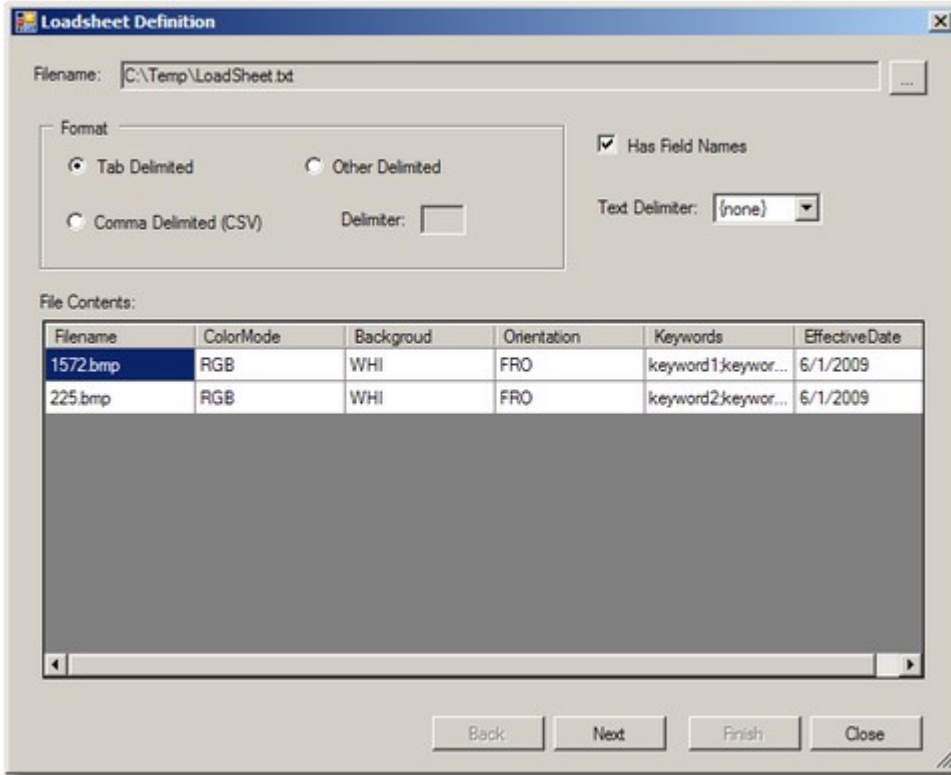 Loadsheet Definition
Filename: C:\Temp\LoadSheet.txt ...
Format
Tab Delimited Other Delimited
Has Field Names
Comma Delimited (CSV) Delimiter:
Text Delimiter: {none}
File Contents:
Filename ColorMode Backgroud Orientation Keywords EffectiveDate
1572.bmp RGB WHI FRO keyword1;keywor... 6/1/2009
225.bmp RGB WHI FRO keyword2;keywor... 6/1/2009
Back Next Finish Close